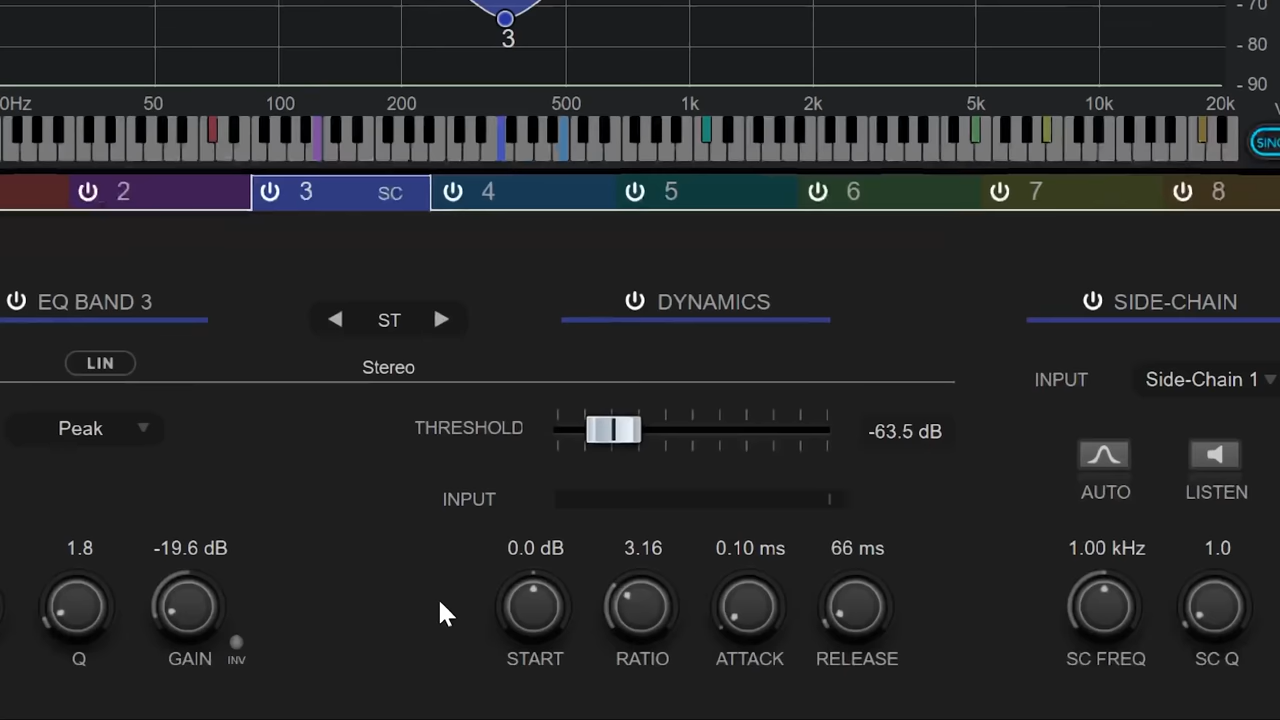 - 70
3
- 80
- 90
0Hz 50 100 200 500 1k 2k 5k 10k 20k
2 3 SC 4 5 6 7 8
EQ BAND 3 ST DYNAMICS SIDE-CHAIN
LIN Stereo INPUT Side-Chain 1
Peak THRESHOLD -63.5 dB
INPUT AUTO LISTEN
1.8 -19.6 dB 0.0 dB 3.16 0.10 ms 66 ms 1.00 kHz 1.0
Q GAIN INV START RATIO ATTACK RELEASE SC FREQ SC Q